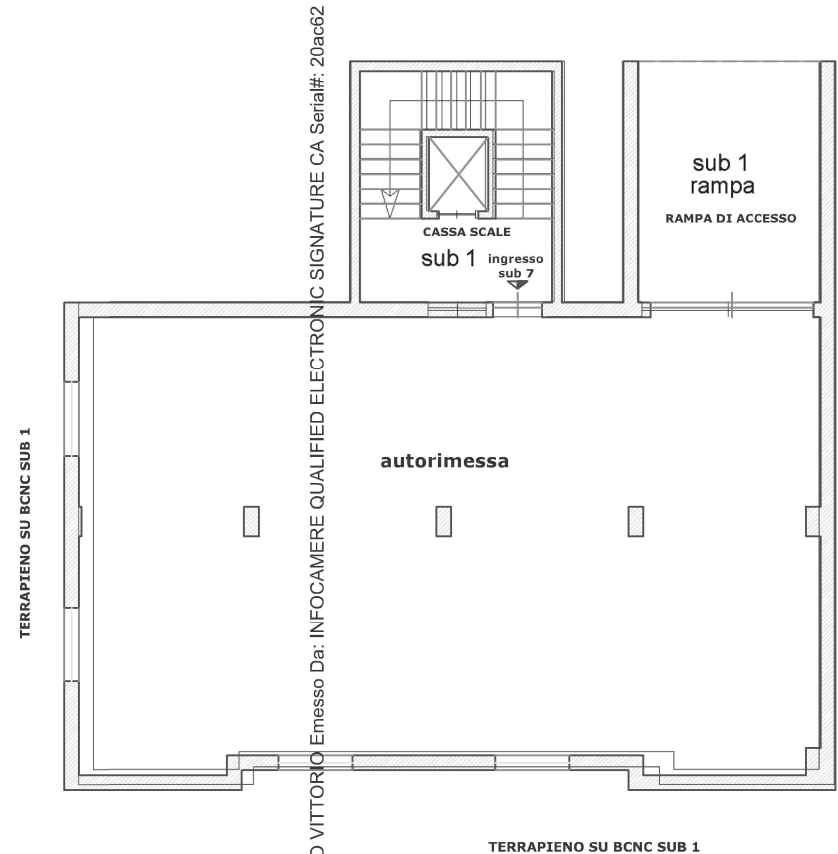 D VITTORIO Emesso Da: INFOCAMERE QUALIFIED ELECTRONIC SIGNATURE CA Serial#: 20ac62
sub 1
rampa
RAMPA DI ACCESSO
CASSA SCALE
sub 1
ingresso
sub 7
autorimessa
TERRAPIENO SU BCNC SUB 1
TERRAPIENO SU BCNC SUB 1